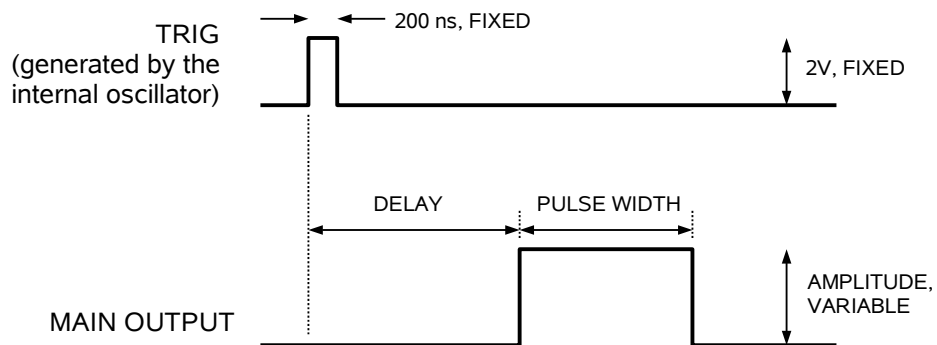 200 ns, FIXED
TRIG
(generated by the
internal oscillator)
2V, FIXED
DELAY
PULSE WIDTH
AMPLITUDE,
VARIABLE
MAIN OUTPUT